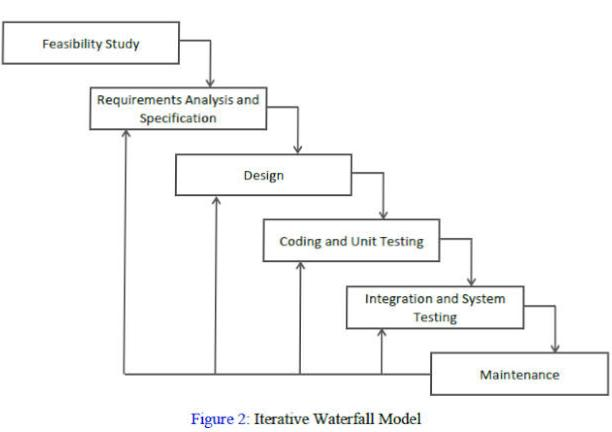 Feasibility Study
Requirements Analysis and
Specification
Design
Coding and Unit Testing
Integration and System
Testing
Maintenance
Figure 2: Iterative Waterfall Model